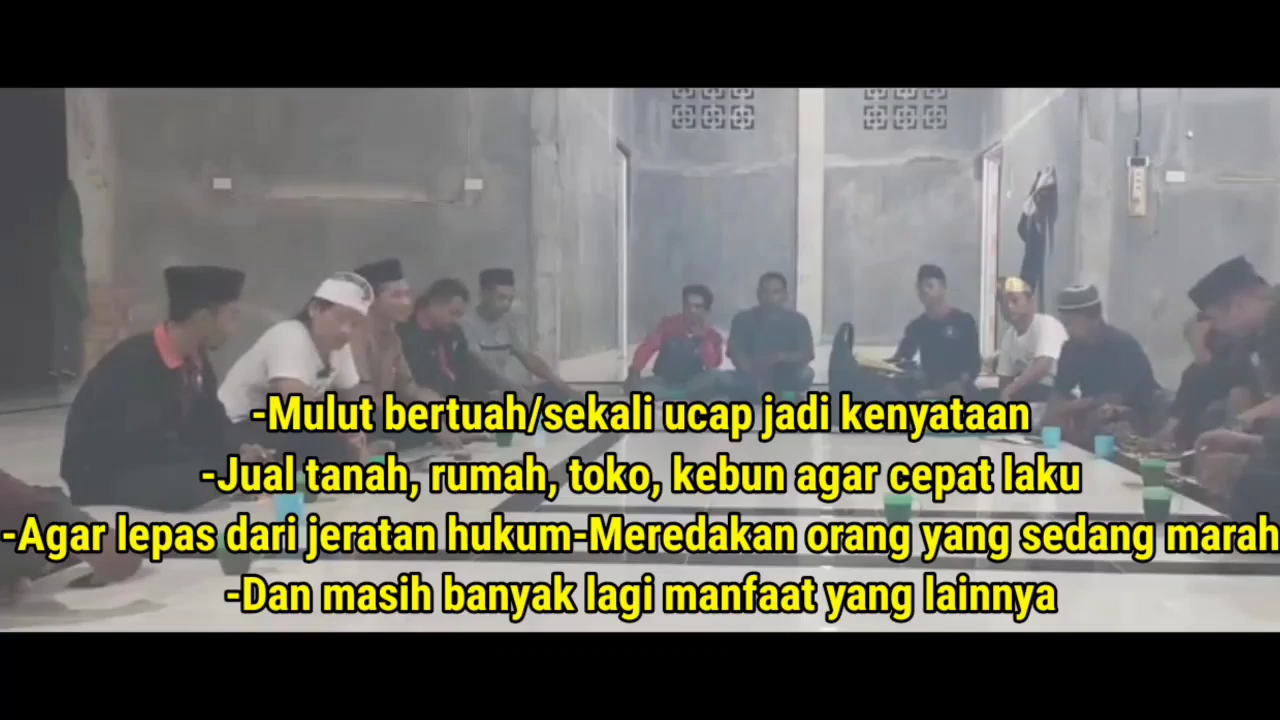 -Mulut bertuah/sekali ucap jadi kenyataan
-Jual tanah, rumah, toko, kebun agar cepat laku
-Agar lepas dari jeratan hukum-Meredakan orang yang sedang marah
-Dan masih banyak lagi manfaat yang lainnya